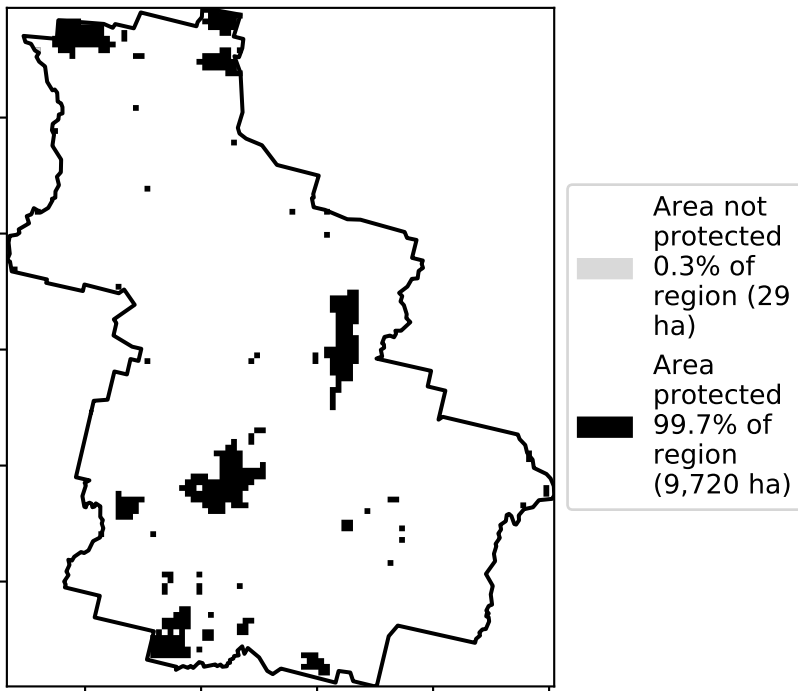 Area not
protected
0.3% of
region (29
ha)
Area
protected
99.7% of
region
(9,720 ha)